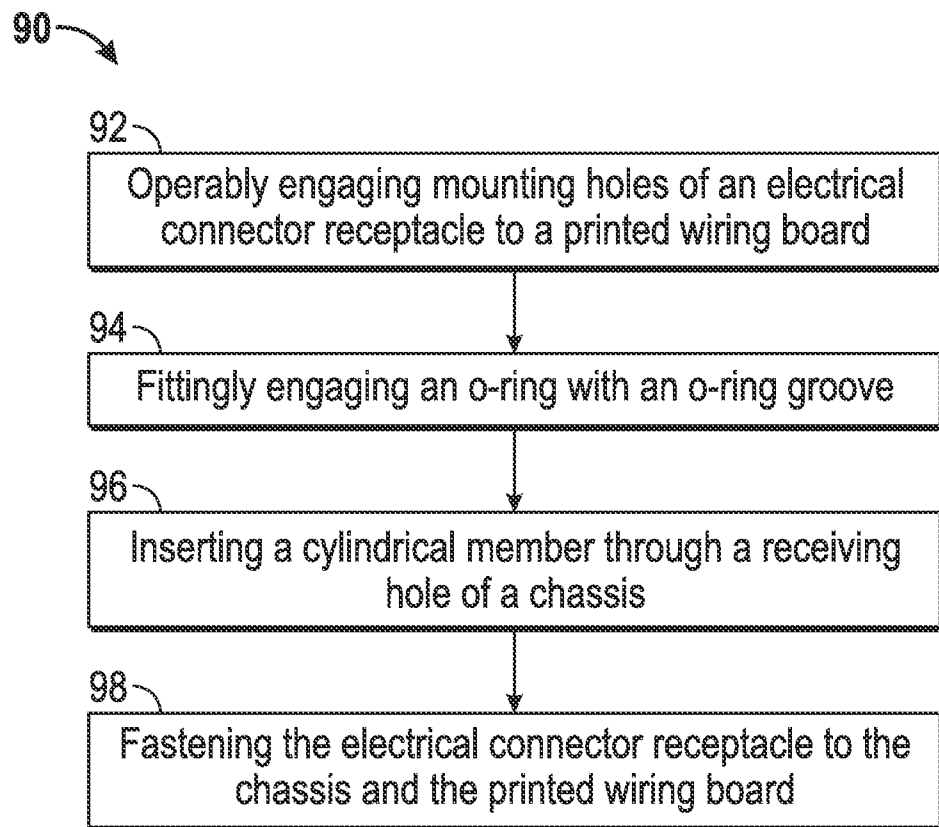 90
92
Operably engaging mounting holes of an electrical
connector receptacle to a printed wiring board
94
Fittingly engaging an o-ring with an o-ring groove
96
Inserting a cylindrical member through a receiving
hole of a chassis
98
Fastening the electrical connector receptacle to the
chassis and the printed wiring board